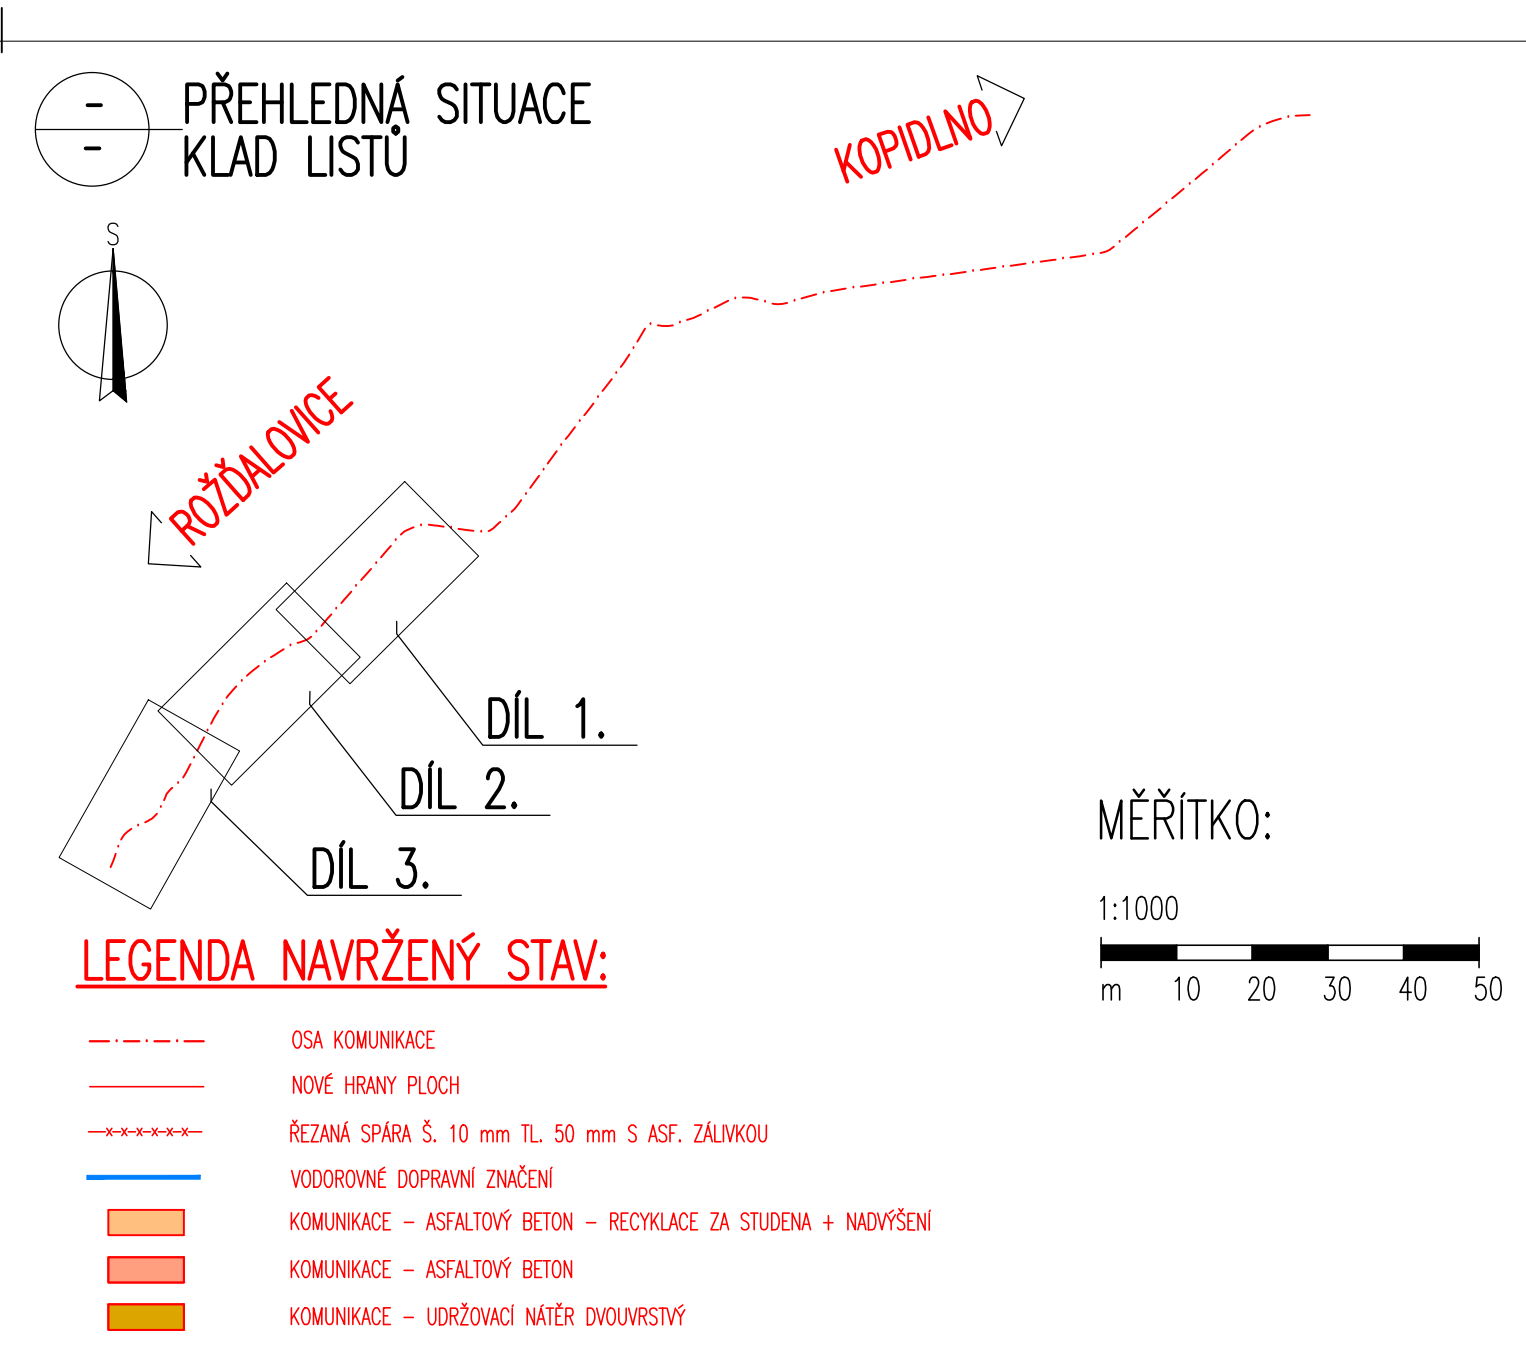 -
-
PŘEHLEDNÁ SITUACE
KLAD LISTŮ
KOPIDLNO
S
ROŽĎALOVICE
DÍL 1.
DÍL 2.
DÍL 3.
MĚŘÍTKO:
1:1000
m 10 20 30 40 50
LEGENDA NAVRŽENÝ STAV:
OSA KOMUNIKACE
NOVÉ HRANY PLOCH
ŘEZANÁ SPÁRA Š. 10 mm TL. 50 mm S ASF. ZÁLIVKOU
VODOROVNÉ DOPRAVNÍ ZNAČENÍ
KOMUNIKACE - ASFALTOVÝ BETON - RECYKLACE ZA STUDENA + NADVÝŠENÍ
KOMUNIKACE - ASFALTOVÝ BETON
KOMUNIKACE - UDRŽOVACÍ NÁTĚR DVOUVRSTVÝ